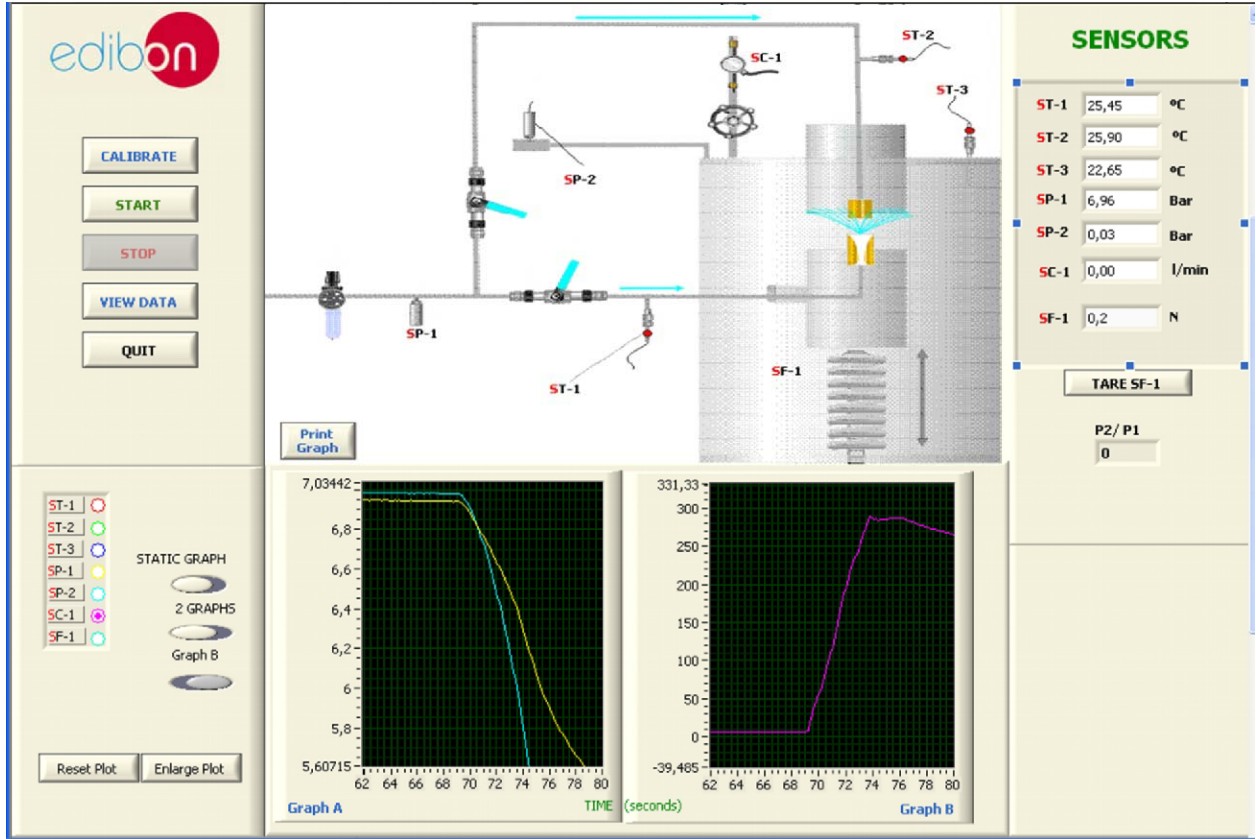 edibon
CALIBRATE
START
STOP
VIEW DATA
QUIT
ST-2
SC-1
ST-3
SP-2
SP-1
ST-1
SF-1
Print
Graph
SENSORS
ST-1 25,45 ºC
ST-2 25,90 ºC
ST-3 22,65 ºC
SP-1 6,96 Bar
SP-2 0,03 Bar
SC-1 0,00 l/min
SF-1 0,2 N
TARE SF-1
P2/ P1
0
ST-1
ST-2
ST-3
SP-1
SP-2
SC-1
SF-1
STATIC GRAPH
2 GRAPHS
Graph B
Reset Plot Enlarge Plot
7,03442
6,8
6,6
6,4
6,2
6
5,8
5,60715
62 64 66 68 70 72 74 76 78 80
Graph A
TIME (seconds)
331,33
300
250
200
150
100
50
0
-39,485
62 64 66 68 70 72 74 76 78 80
Graph B